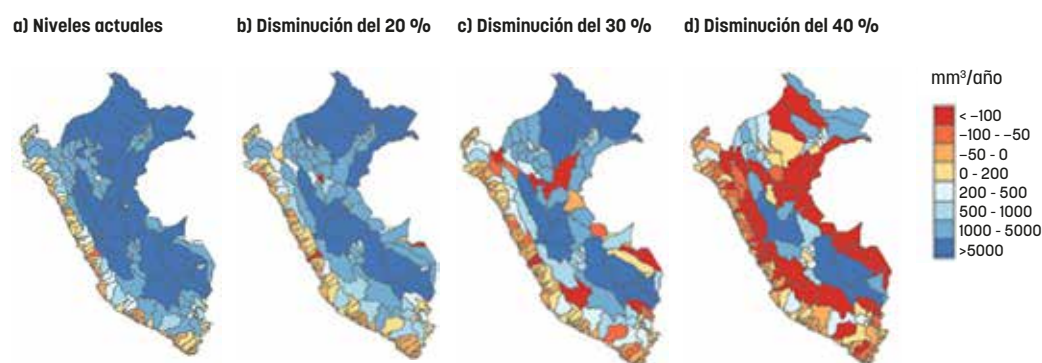 a) Niveles actuales
b) Disminución del 20 %
c) Disminución del 30 %
d) Disminución del 40 %
mm³/año
< -100
-100 - -50
-50 - 0
0 - 200
200 - 500
500 - 1000
1000 - 5000
>5000